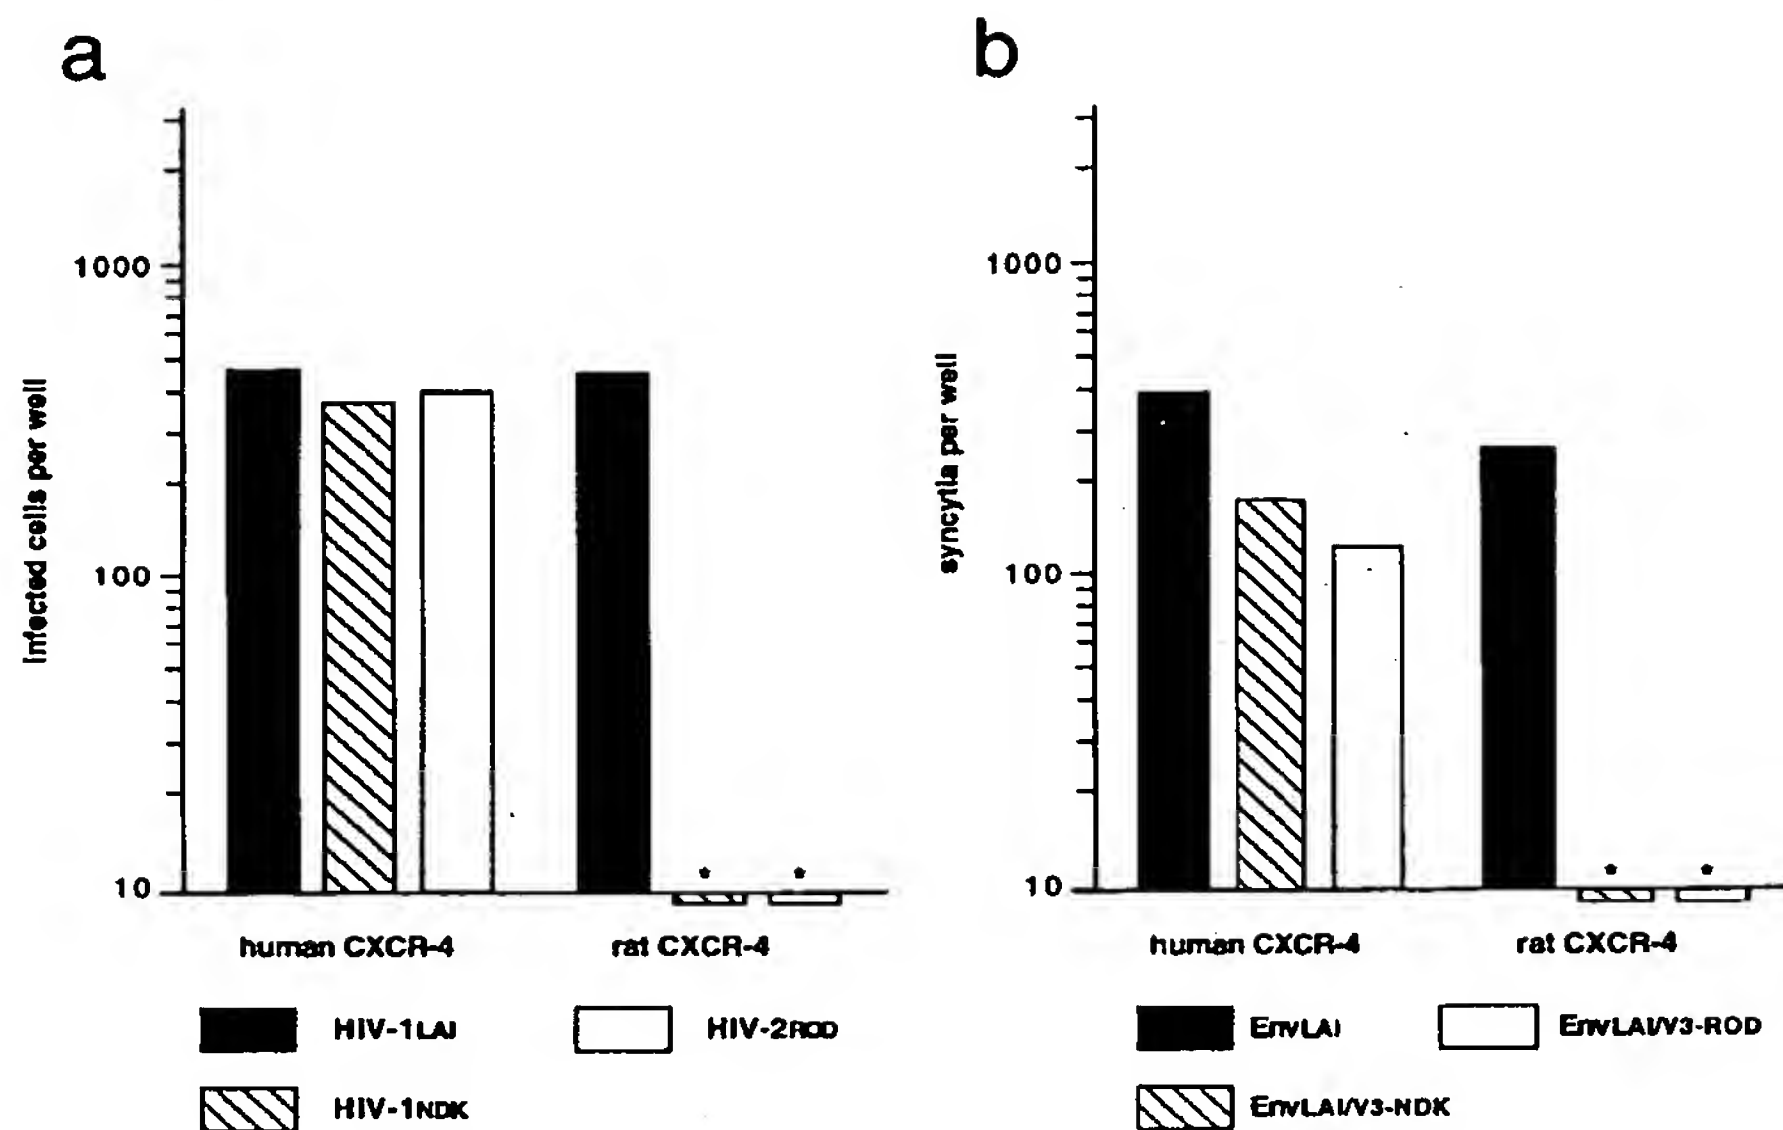 a
1000
100
10
Infected cells per well
* *
human CXCR-4 rat CXCR-4
HIV-1LAI HIV-2ROD
HIV-1NDK
b
1000
100
10
syncytia per well
* *
human CXCR-4 rat CXCR-4
EnvLAI EnvLAI/V3-ROD
EnvLAI/V3-NDK